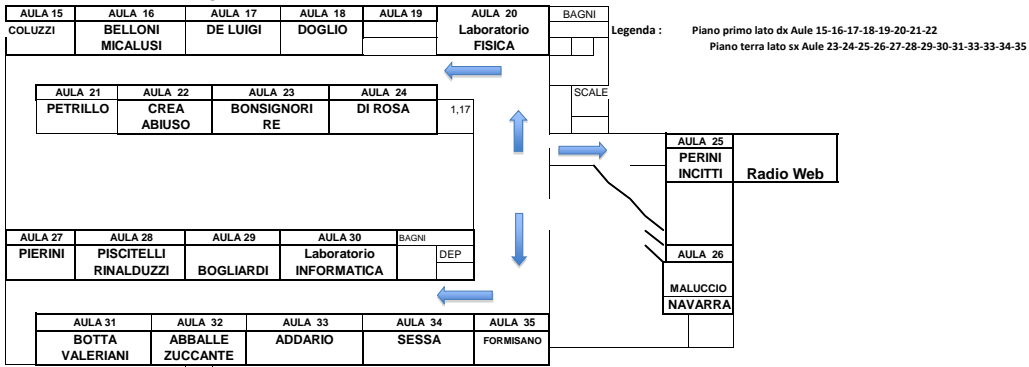 AULA 15 AULA 16 AULA 17 AULA 18 AULA 19 AULA 20 BAGNI
COLUZZI BELLONI DE LUIGI DOGLIO Laboratorio Legenda : Piano primo lato dx Aule 15-16-17-18-19-20-21-22
MICALUSI FISICA Piano terra lato sx Aule 23-24-25-26-27-28-29-30-31-33-33-34-35
AULA 21 AULA 22 AULA 23 AULA 24 SCALE
PETRILLO CREA BONSIGNORI DI ROSA 1,17
ABIUSO RE
AULA 25
PERINI
INCITTI Radio Web
AULA 27 AULA 28 AULA 29 AULA 30 BAGNI
PIERINI PISCITELLI Laboratorio DEP AULA 26
RINALDUZZI BOGLIARDI INFORMATICA
MALUCCIO
NAVARRA
AULA 31 AULA 32 AULA 33 AULA 34 AULA 35
BOTTA ABBALLE ADDARIO SESSA FORMISANO
VALERIANI ZUCCANTE